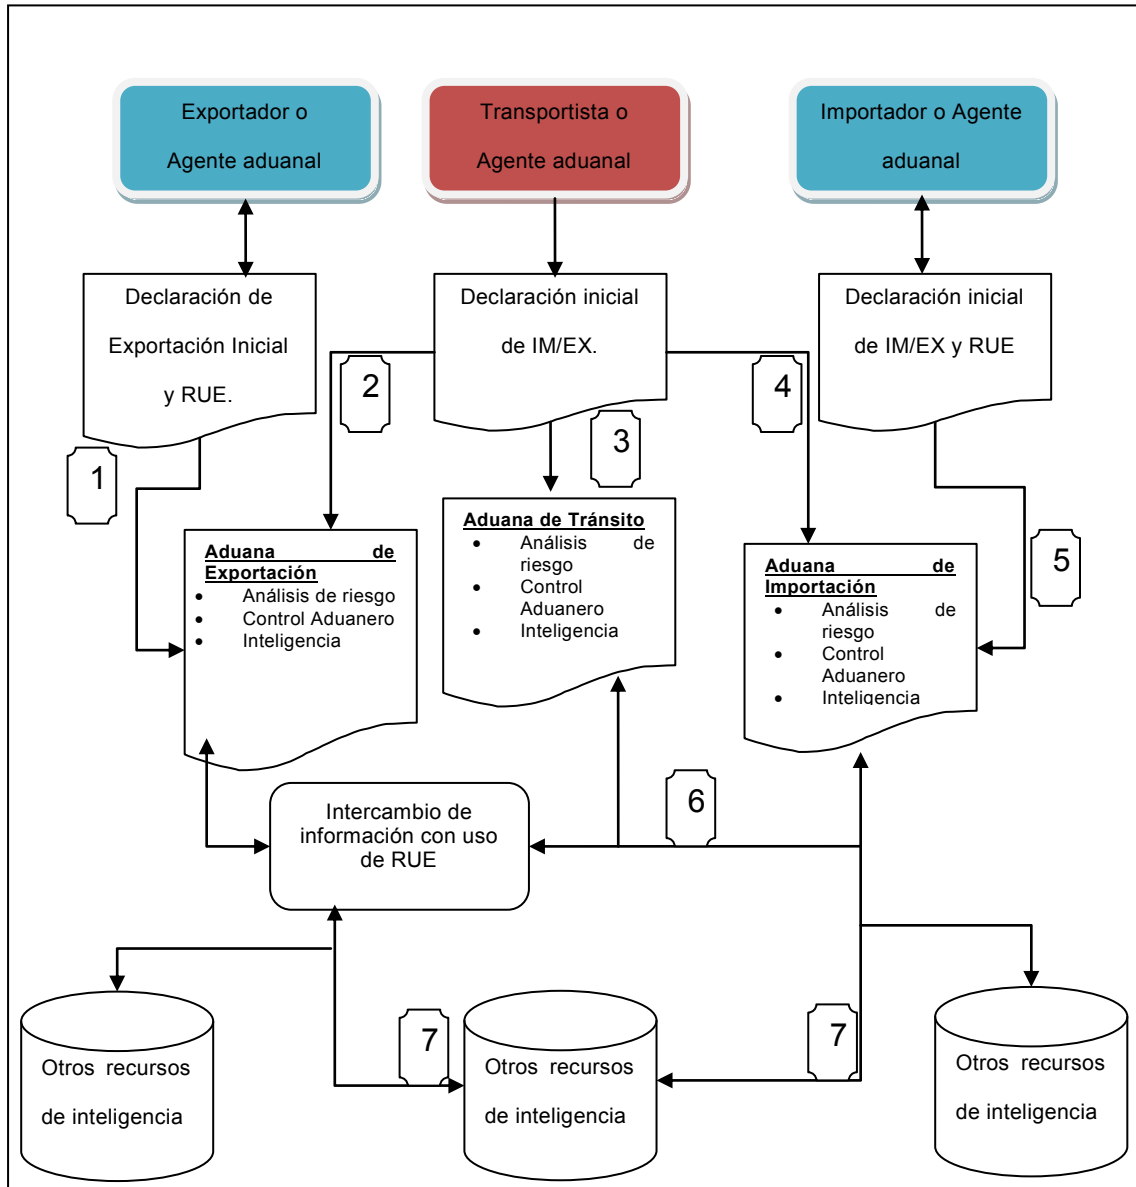 Exportador o
Agente aduanal
Transportista o
Agente aduanal
Importador o Agente
aduanal
Declaración de
Exportación Inicial
y RUE.
Declaración inicial
de IM/EX.
Declaración inicial
de IM/EX y RUE
1
2
3
4
5
Aduana de
Exportación
• Análisis de riesgo
• Control Aduanero
• Inteligencia
Aduana de Tránsito
• Análisis de
riesgo
• Control
Aduanero
• Inteligencia
Aduana de
Importación
• Análisis de
riesgo
• Control
Aduanero
• Inteligencia
6
Intercambio de
información con uso
de RUE
7
7
Otros recursos
de inteligencia
Otros recursos
de inteligencia
Otros recursos
de inteligencia